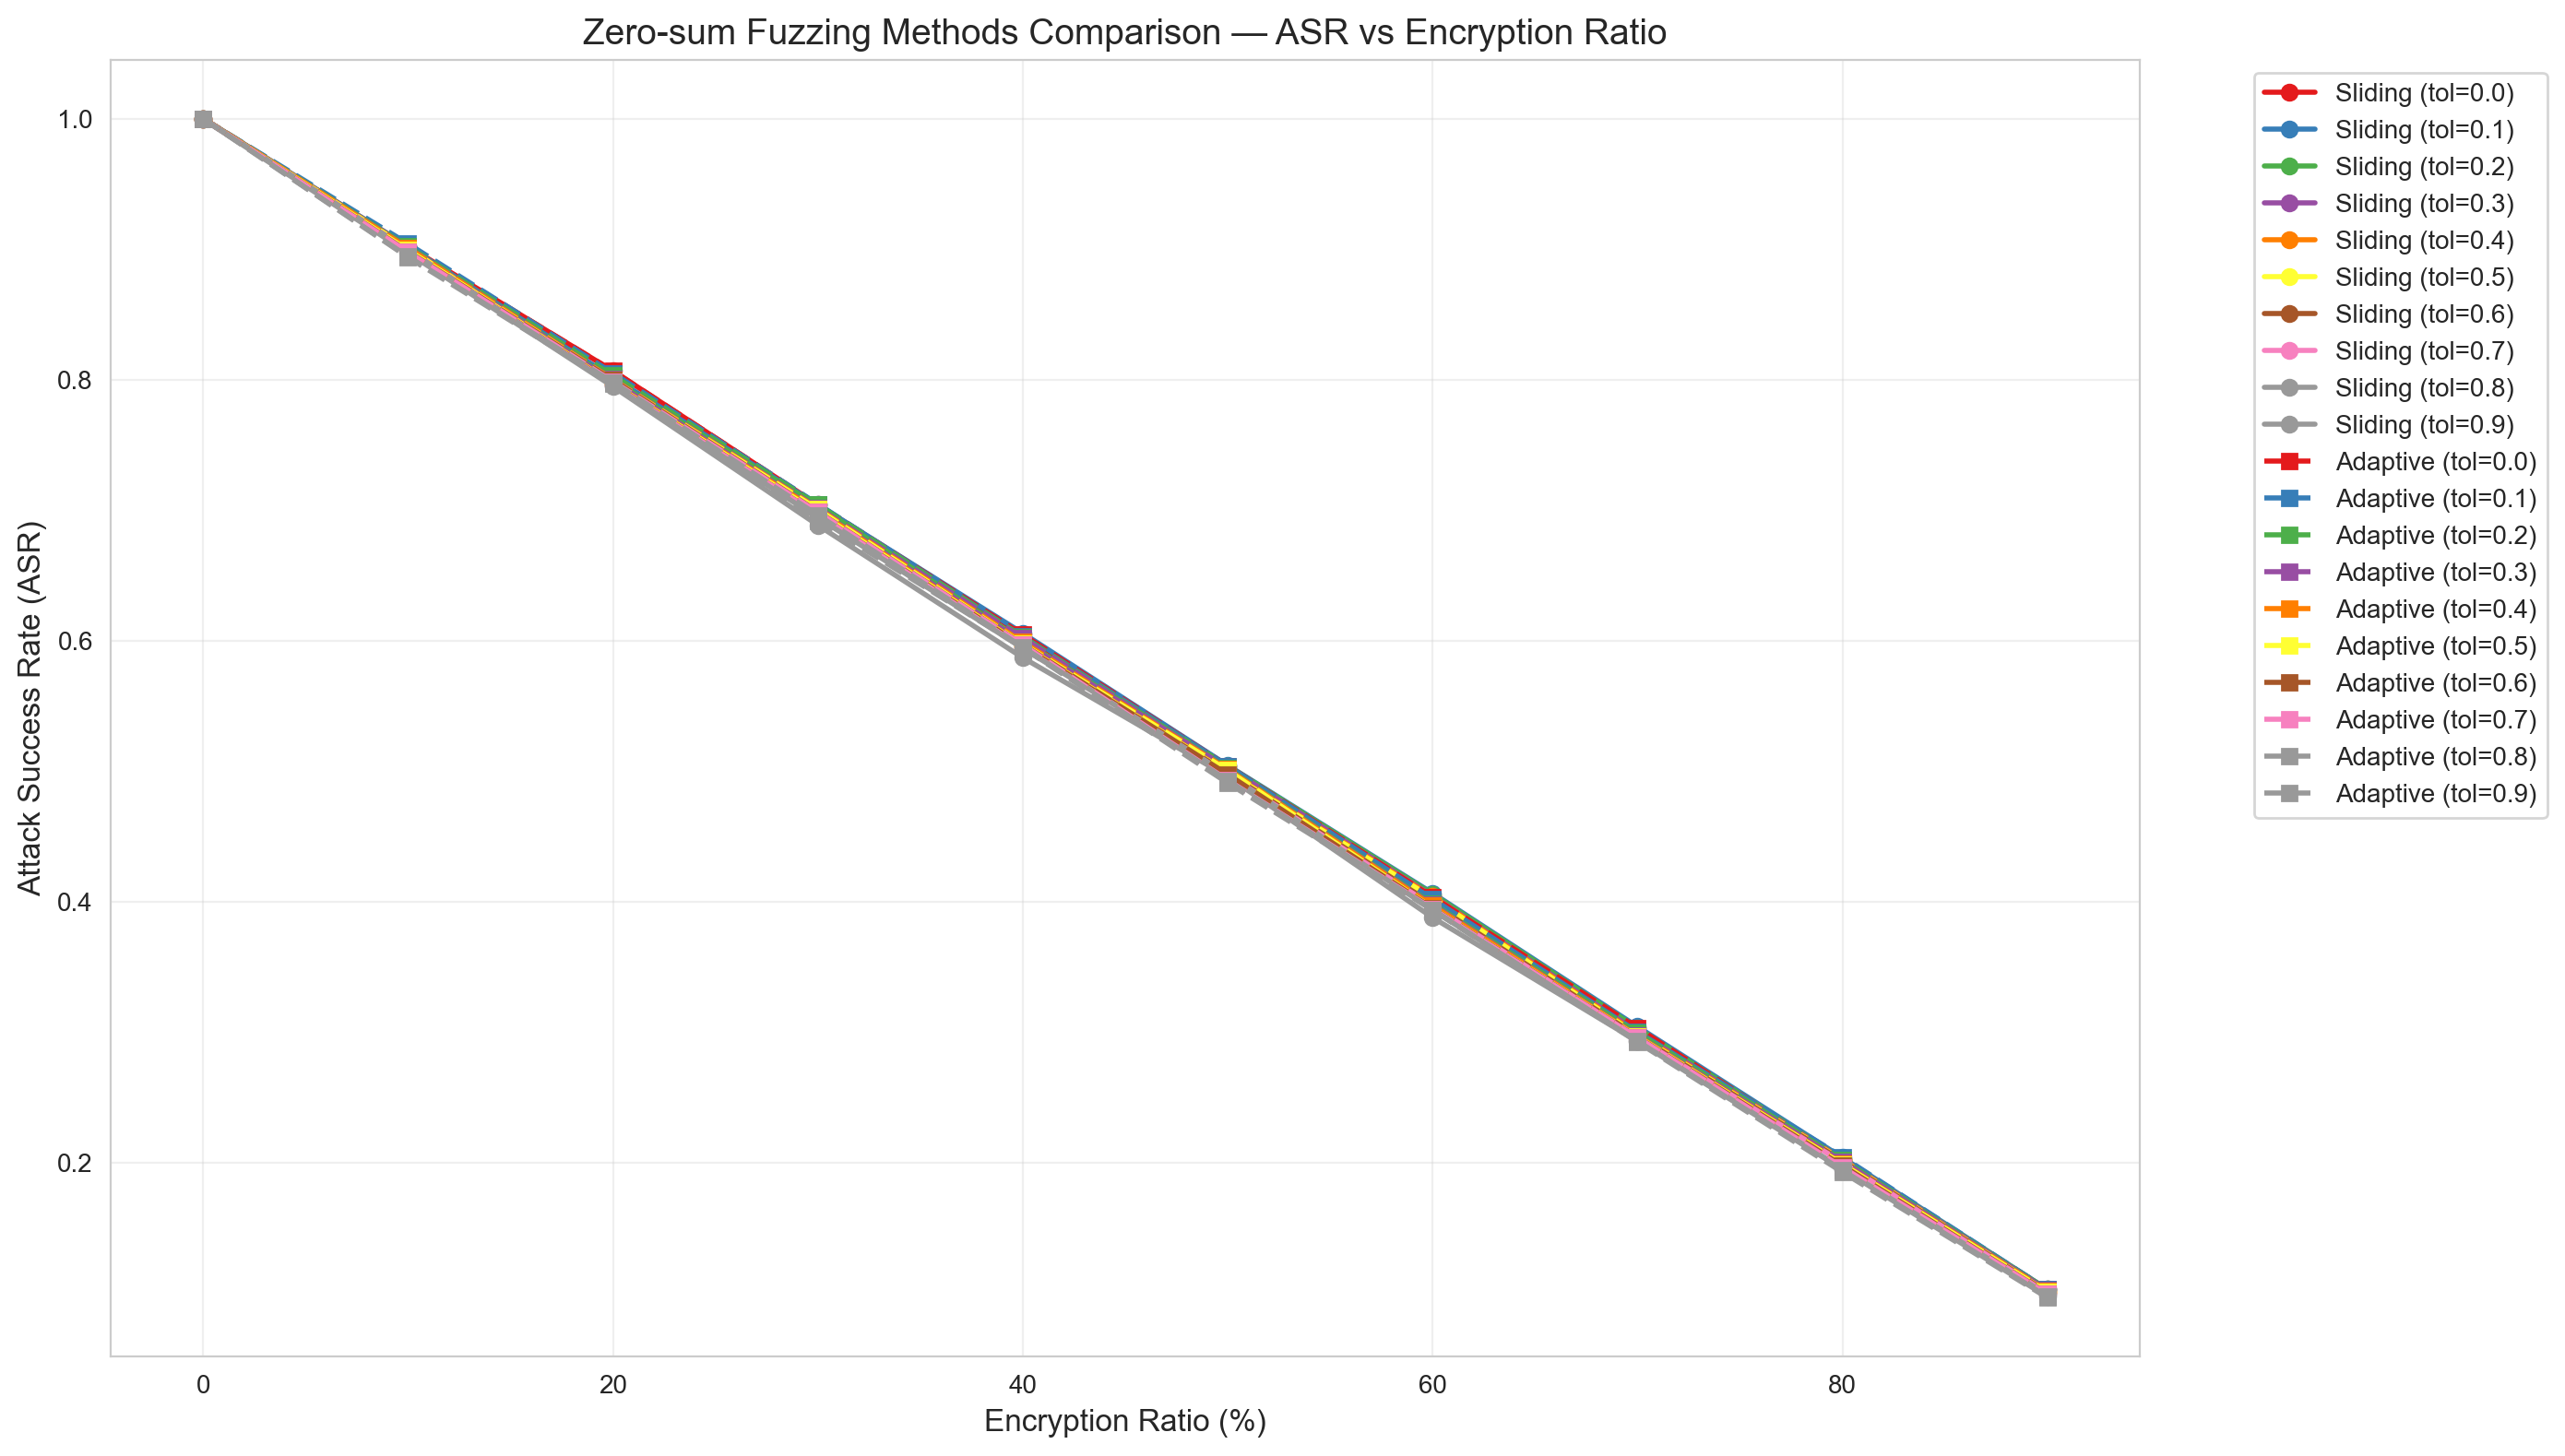 Zero-sum Fuzzing Methods Comparison — ASR vs Encryption Ratio
Attack Success Rate (ASR)
1.0
0.8
0.6
0.4
0.2
0
20
40
60
80
Encryption Ratio (%)
Sliding (tol=0.0)
Sliding (tol=0.1)
Sliding (tol=0.2)
Sliding (tol=0.3)
Sliding (tol=0.4)
Sliding (tol=0.5)
Sliding (tol=0.6)
Sliding (tol=0.7)
Sliding (tol=0.8)
Sliding (tol=0.9)
Adaptive (tol=0.0)
Adaptive (tol=0.1)
Adaptive (tol=0.2)
Adaptive (tol=0.3)
Adaptive (tol=0.4)
Adaptive (tol=0.5)
Adaptive (tol=0.6)
Adaptive (tol=0.7)
Adaptive (tol=0.8)
Adaptive (tol=0.9)